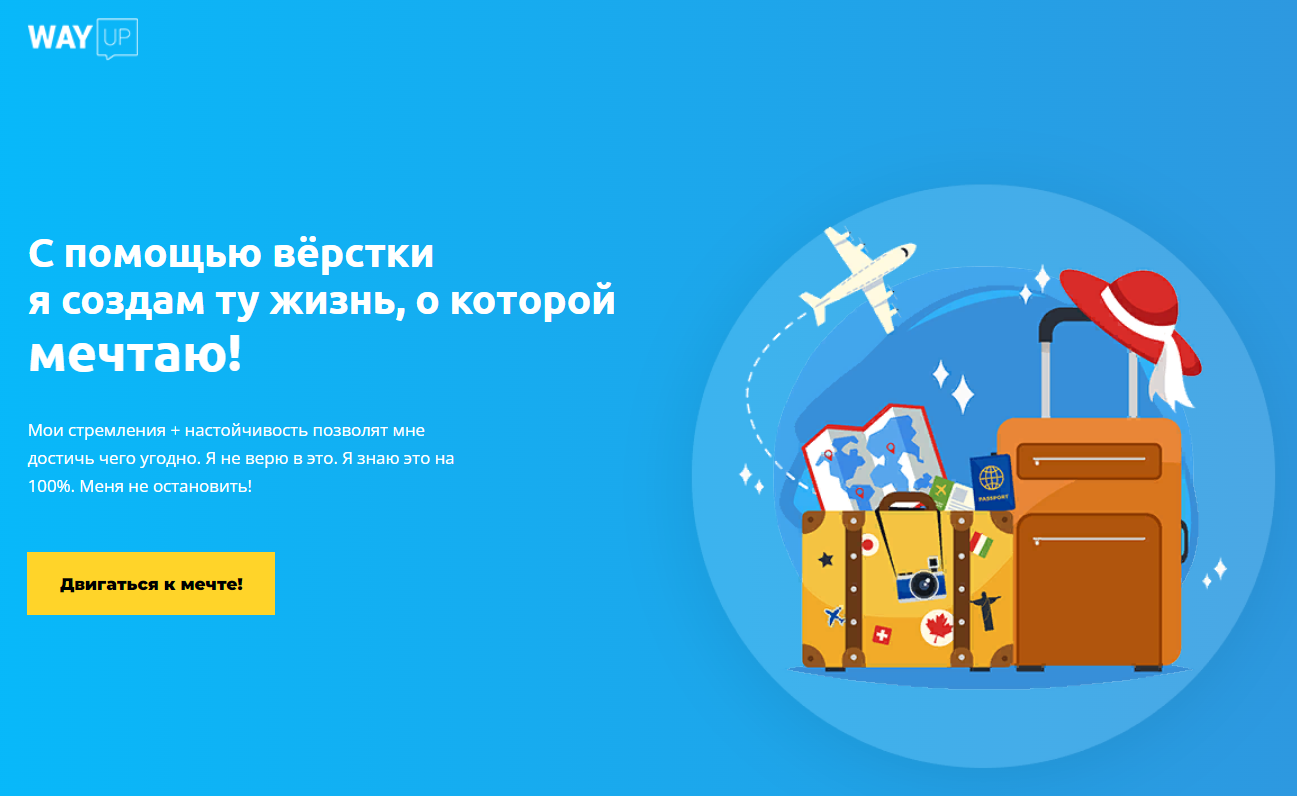 WAY UP
С помощью вёрстки
я создам ту жизнь, о которой
мечтаю!
Мои стремления + настойчивость позволят мне
достичь чего угодно. Я не верю в это. Я знаю это на
100%. Меня не остановить!
Двигаться к мечте!
PASSPORT